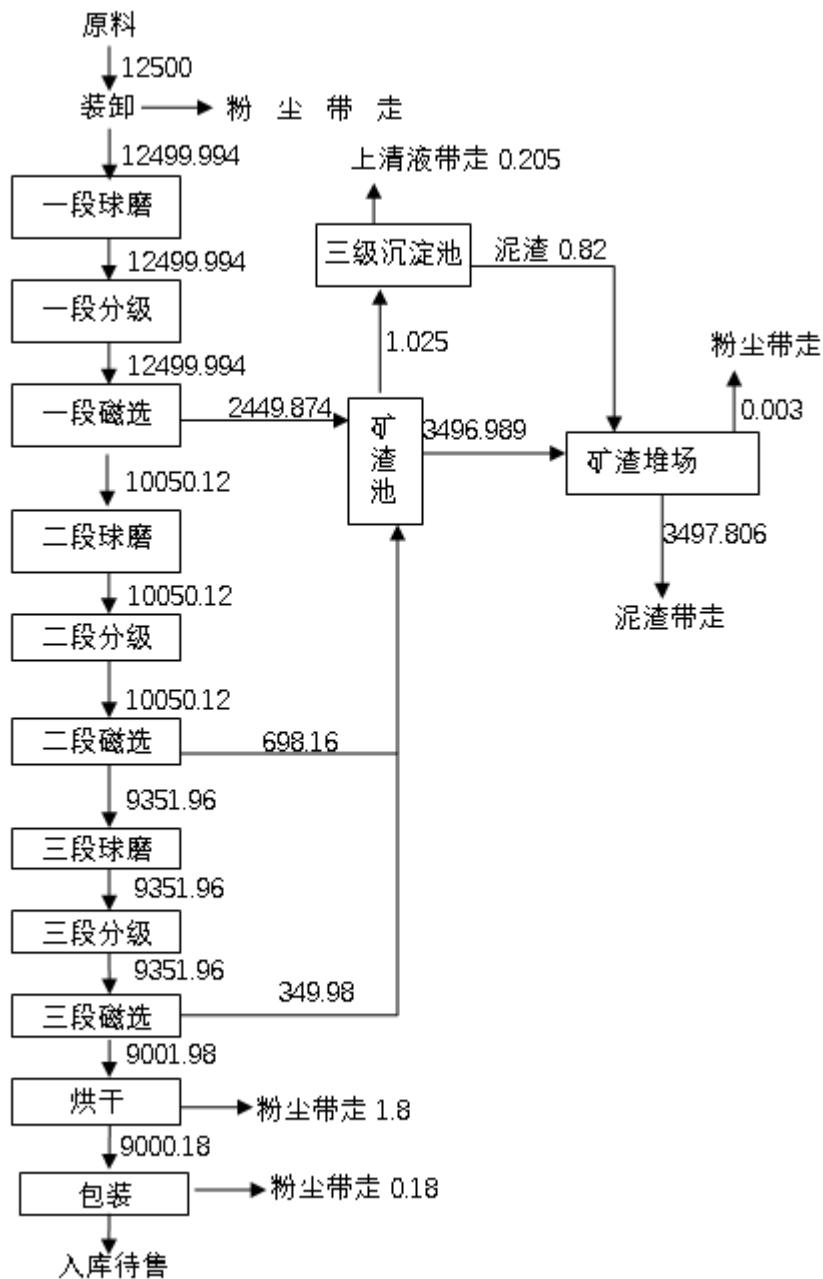 原料
12500
装卸
粉 尘 带 走
12499.994
一段球磨
12499.994
一段分级
12499.994
一段磁选
2449.874
10050.12
二段球磨
10050.12
二段分级
10050.12
二段磁选
698.16
9351.96
三段球磨
9351.96
三段分级
9351.96
三段磁选
349.98
9001.98
烘干
粉尘带走 1.8
9000.18
包装
粉尘带走 0.18
入库待售
上清液带走 0.205
三级沉淀池
泥渣 0.82
1.025
矿渣池
3496.989
粉尘带走
0.003
矿渣堆场
3497.806
泥渣带走